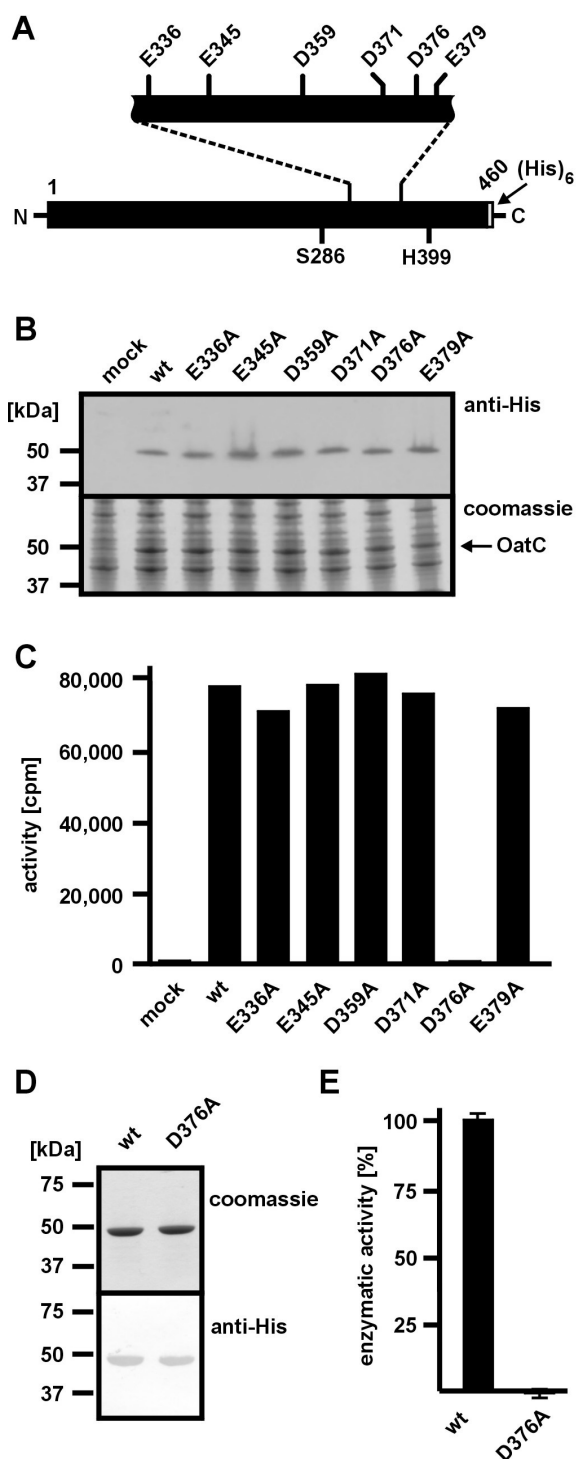 A
E336 E345 D359 D371 D376 E379
1 460 (His)6
N C
S286 H399
B
mock wt E336A E345A D359A D371A D376A E379A
[kDa] anti-His
50
37
coomassie
50 OatC
37
C
activity [cpm]
80,000
60,000
40,000
20,000
0
mock wt E336A E345A D359A D371A D376A E379A
D
wt D376A
[kDa]
75 coomassie
50
37
75 anti-His
50
37
E
enzymatic activity [%]
100
75
50
25
wt D376A